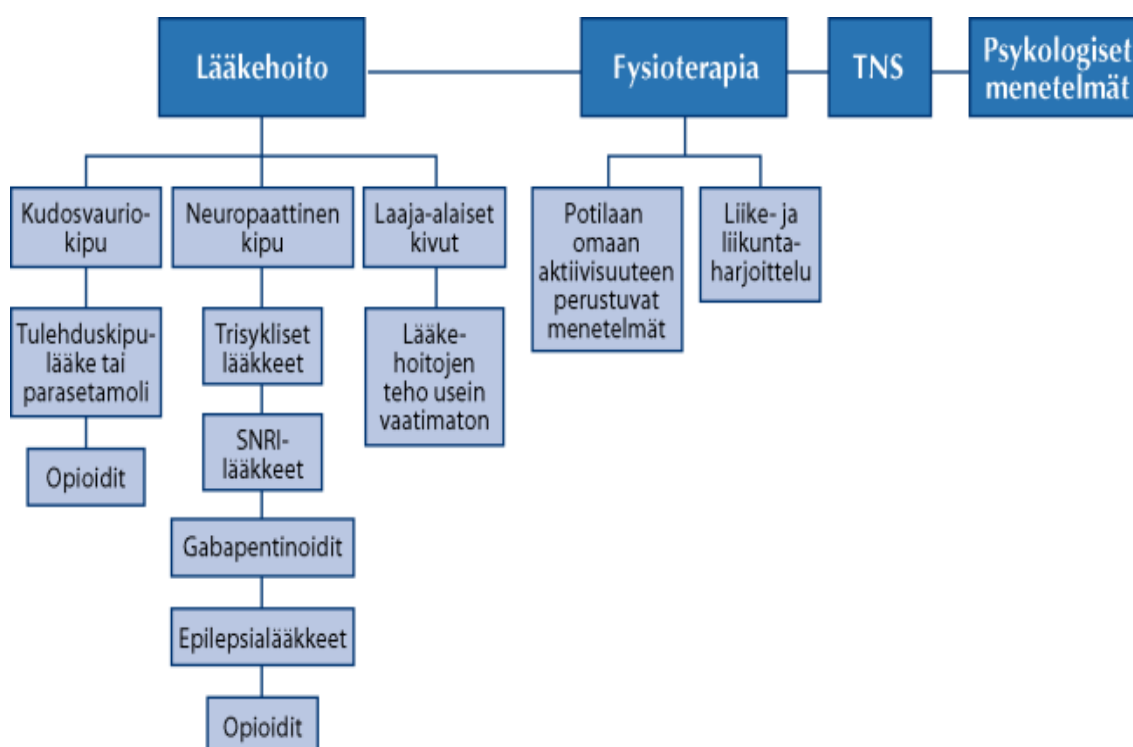 Lääkehoito
Fysioterapia
TNS
Psykologiset
menetelmät
Kudosvaurio-
kipu
Neuropaattinen
kipu
Laaja-alaiset
kivut
Potilaan
omaan
aktiivisuuteen
perustuvat
menetelmät
Liike- ja
liikunta-
harjoittelu
Tulehduskipu-
lääke tai
parasetamoli
Trisykliset
lääkkeet
Lääke-
hoitojen
teho usein
vaatimaton
Opioidit
SNRI-
lääkkeet
Gabapentinoidit
Epilepsialääkkeet
Opioidit